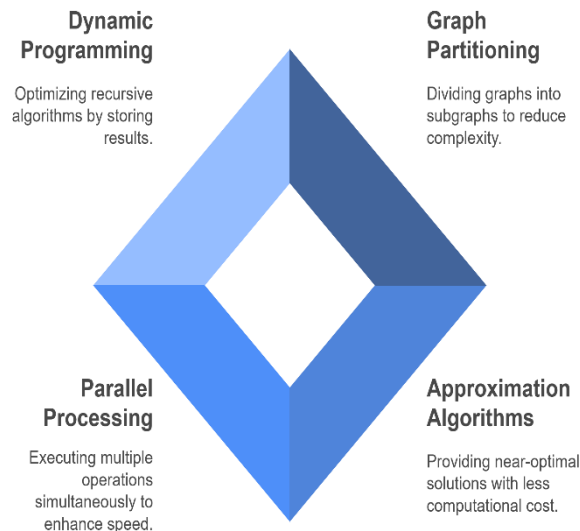 Dynamic
Programming
Optimizing recursive
algorithms by storing
results.
Graph
Partitioning
Dividing graphs into
subgraphs to reduce
complexity.
Parallel
Processing
Executing multiple
operations
simultaneously to
enhance speed.
Approximation
Algorithms
Providing near-optimal
solutions with less
computational cost.